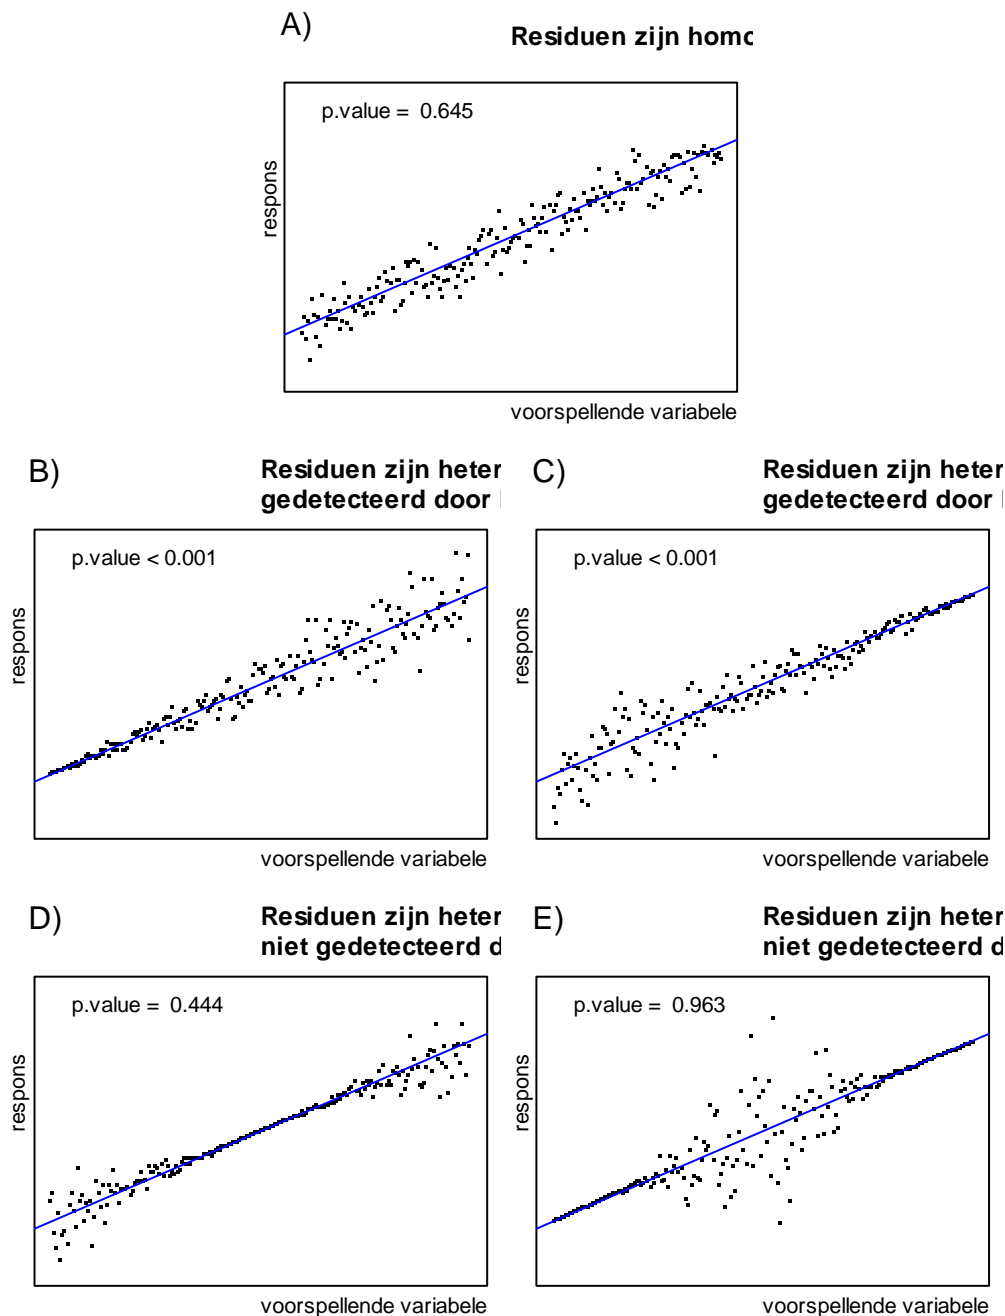 A)
Residuen zijn homo
p.value = 0.645
respons
voorspellende variabele
B)
Residuen zijn heter
gedetecteerd door
p.value < 0.001
respons
voorspellende variabele
C)
Residuen zijn heter
gedetecteerd door
p.value < 0.001
respons
voorspellende variabele
D)
Residuen zijn heter
niet gedetecteerd d
p.value = 0.444
respons
voorspellende variabele
E)
Residuen zijn heter
niet gedetecteerd d
p.value = 0.963
respons
voorspellende variabele